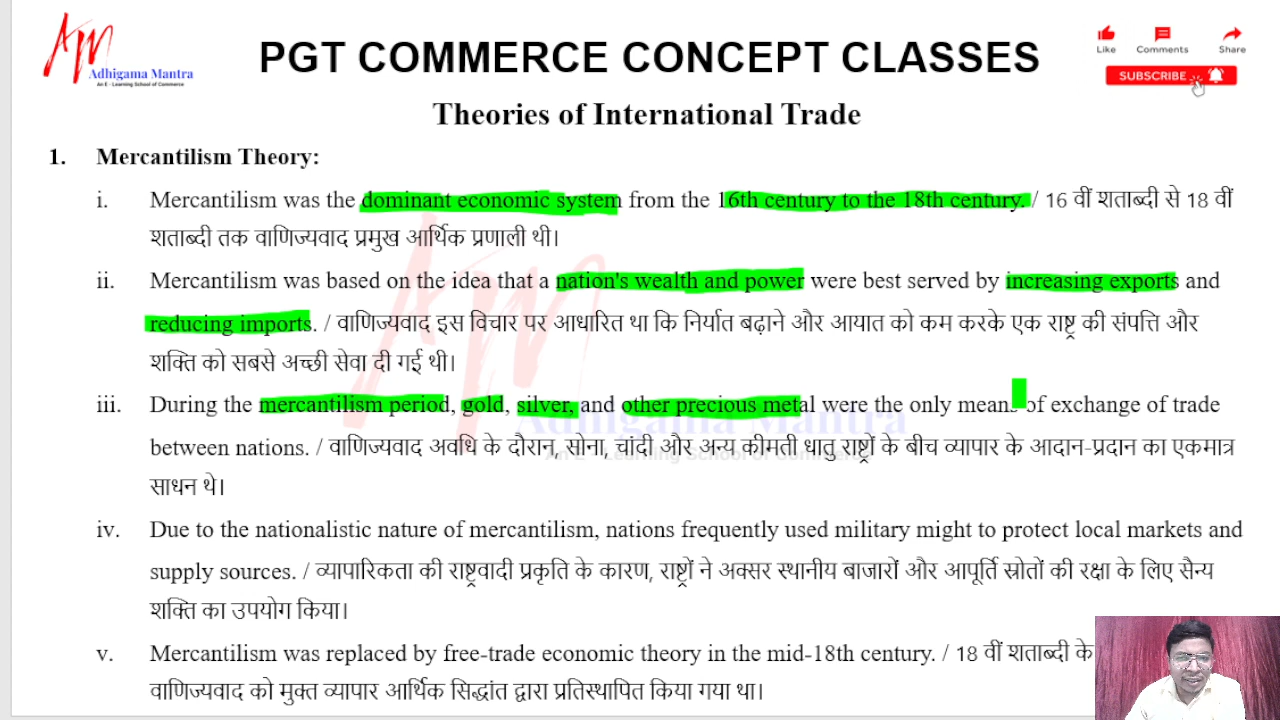 Am
Adhigama Mantra
An E - Learning School of Commerce
PGT COMMERCE CONCEPT CLASSES
Like Comments Share
SUBSCRIBE
Theories of International Trade
1. Mercantilism Theory:
i. Mercantilism was the dominant economic system from the 16th century to the 18th century. / 16 वीं शताब्दी से 18 वीं
शताब्दी तक वाणिज्यवाद प्रमुख आर्थिक प्रणाली थी।
ii. Mercantilism was based on the idea that a nation's wealth and power were best served by increasing exports and
reducing imports. / वाणिज्यवाद इस विचार पर आधारित था कि निर्यात बढ़ाने और आयात को कम करके एक राष्ट्र की संपत्ति और
शक्ति को सबसे अच्छी सेवा दी गई थी।
iii. During the mercantilism period, gold, silver, and other precious metal were the only means of exchange of trade
between nations. / वाणिज्यवाद अवधि के दौरान, सोना, चांदी और अन्य कीमती धातु राष्ट्रों के बीच व्यापार के आदान-प्रदान का एकमात्र
साधन थे।
iv. Due to the nationalistic nature of mercantilism, nations frequently used military might to protect local markets and
supply sources. / व्यापारिकता की राष्ट्रवादी प्रकृति के कारण, राष्ट्रों ने अक्सर स्थानीय बाजारों और आपूर्ति स्रोतों की रक्षा के लिए सैन्य
शक्ति का उपयोग किया।
v. Mercantilism was replaced by free-trade economic theory in the mid-18th century. / 18 वीं शताब्दी के
वाणिज्यवाद को मुक्त व्यापार आर्थिक सिद्धांत द्वारा प्रतिस्थापित किया गया था।